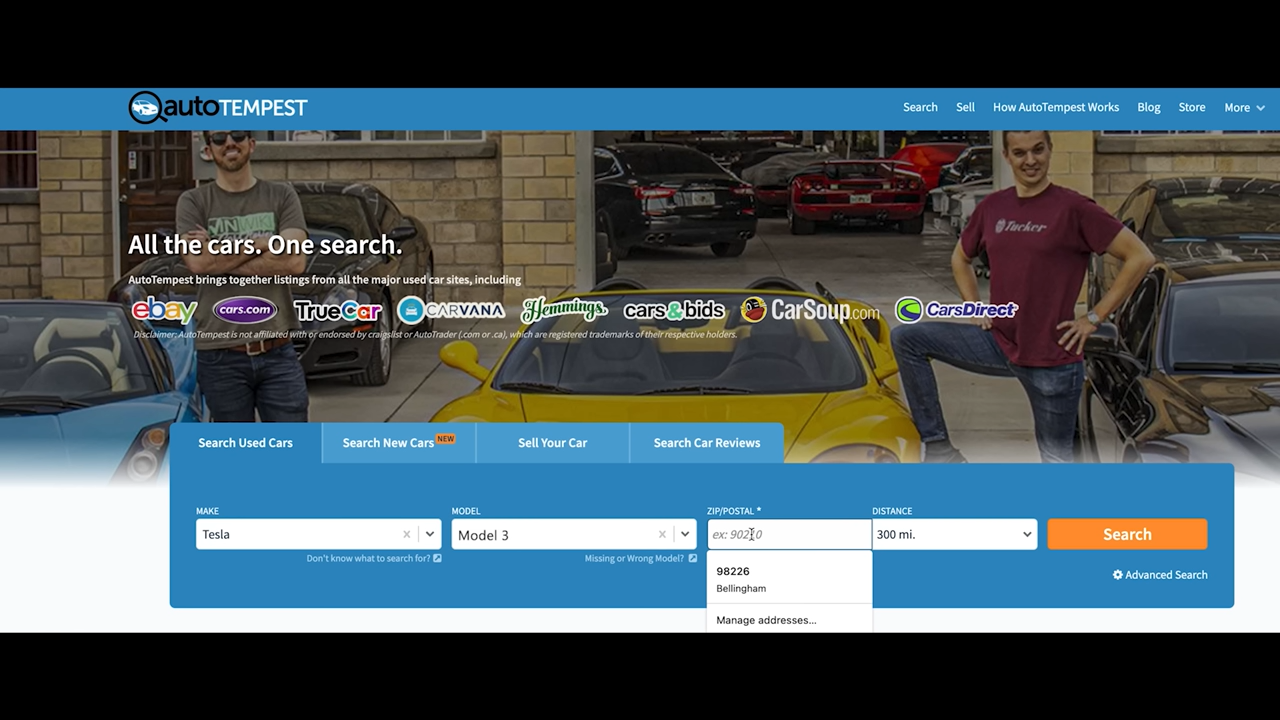 autoTEMPEST
Search Sell How AutoTempest Works Blog Store More
INWIKI
Tucker
All the cars. One search.
AutoTempest brings together listings from all the major used car sites, including
ebay cars.com TrueCar CARVANA Hemmings. cars&bids CarSoup.com CarsDirect
Disclaimer: AutoTempest is not affiliated with or endorsed by craigslist or AutoTrader (.com or .ca), which are registered trademarks of their respective holders.
Search Used Cars Search New Cars NEW Sell Your Car Search Car Reviews
MAKE MODEL ZIP/POSTAL * DISTANCE
Tesla Model 3 ex: 90210 300 mi. Search
Don't know what to search for? Missing or Wrong Model?
98226
Advanced Search
Bellingham
Manage addresses...